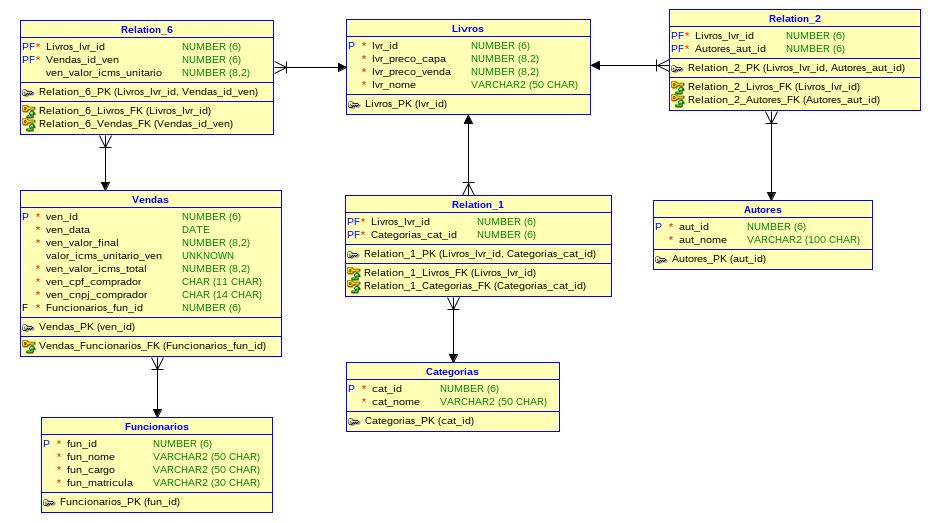 Relation_6
PF* Livros_lvr_id NUMBER (6)
PF* Vendas_id_ven NUMBER (6)
ven_valor_icms_unitario NUMBER (8,2)
Relation_6_PK (Livros_lvr_id, Vendas_id_ven)
Relation_6_Livros_FK (Livros_lvr_id)
Relation_6_Vendas_FK (Vendas_id_ven)
Livros
P * lvr_id NUMBER (6)
* lvr_preco_capa NUMBER (8,2)
* lvr_preco_venda NUMBER (8,2)
* lvr_nome VARCHAR2 (50 CHAR)
Livros_PK (lvr_id)
Relation_2
PF* Livros_lvr_id NUMBER (6)
PF* Autores_aut_id NUMBER (6)
Relation_2_PK (Livros_lvr_id, Autores_aut_id)
Relation_2_Livros_FK (Livros_lvr_id)
Relation_2_Autores_FK (Autores_aut_id)
Vendas
P * ven_id NUMBER (6)
* ven_data DATE
* ven_valor_final NUMBER (8,2)
valor_icms_unitario_ven UNKNOWN
* ven_valor_icms_total NUMBER (8,2)
* ven_cpf_comprador CHAR (11 CHAR)
* ven_cnpj_comprador CHAR (14 CHAR)
F * Funcionarios_fun_id NUMBER (6)
Vendas_PK (ven_id)
Vendas_Funcionarios_FK (Funcionarios_fun_id)
Relation_1
PF* Livros_lvr_id NUMBER (6)
PF* Categorias_cat_id NUMBER (6)
Relation_1_PK (Livros_lvr_id, Categorias_cat_id)
Relation_1_Livros_FK (Livros_lvr_id)
Relation_1_Categorias_FK (Categorias_cat_id)
Autores
P * aut_id NUMBER (6)
* aut_nome VARCHAR2 (100 CHAR)
Autores_PK (aut_id)
Categorias
P * cat_id NUMBER (6)
* cat_nome VARCHAR2 (50 CHAR)
Categorias_PK (cat_id)
Funcionarios
P * fun_id NUMBER (6)
* fun_nome VARCHAR2 (50 CHAR)
* fun_cargo VARCHAR2 (50 CHAR)
* fun_matricula VARCHAR2 (30 CHAR)
Funcionarios_PK (fun_id)